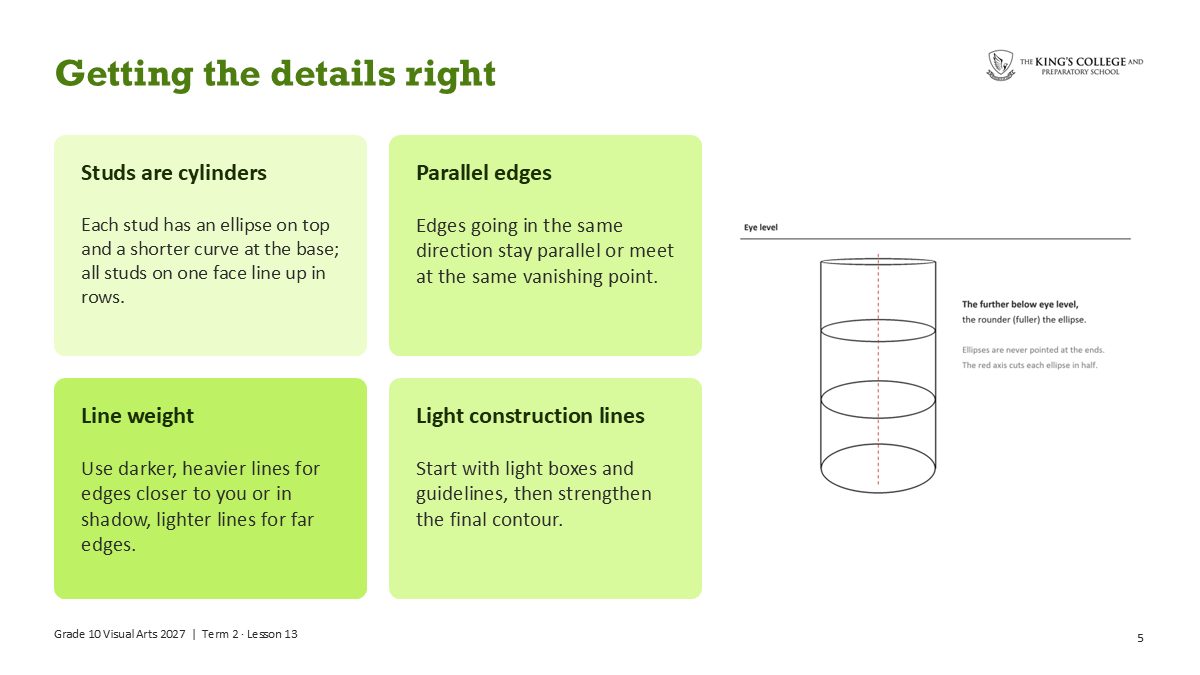 Getting the details right
THE KING'S COLLEGE AND
PREPARATORY SCHOOL
Studs are cylinders
Each stud has an ellipse on top
and a shorter curve at the base;
all studs on one face line up in
rows.
Parallel edges
Edges going in the same
direction stay parallel or meet
at the same vanishing point.
Line weight
Use darker, heavier lines for
edges closer to you or in
shadow, lighter lines for far
edges.
Light construction lines
Start with light boxes and
guidelines, then strengthen
the final contour.
Eye level
The further below eye level,
the rounder (fuller) the ellipse.
Ellipses are never pointed at the ends.
The red axis cuts each ellipse in half.
Grade 10 Visual Arts 2027 | Term 2 · Lesson 13
5